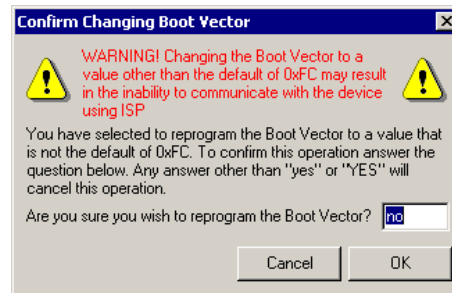 Confirm Changing Boot Vector
WARNING! Changing the Boot Vector to a
value other than the default of 0xFC may result
in the inability to communicate with the device
using ISP
You have selected to reprogram the Boot Vector to a value that
is not the default of 0xFC. To confirm this operation answer the
question below. Any answer other than "yes" or "YES" will
cancel this operation.
Are you sure you wish to reprogram the Boot Vector? no
Cancel OK